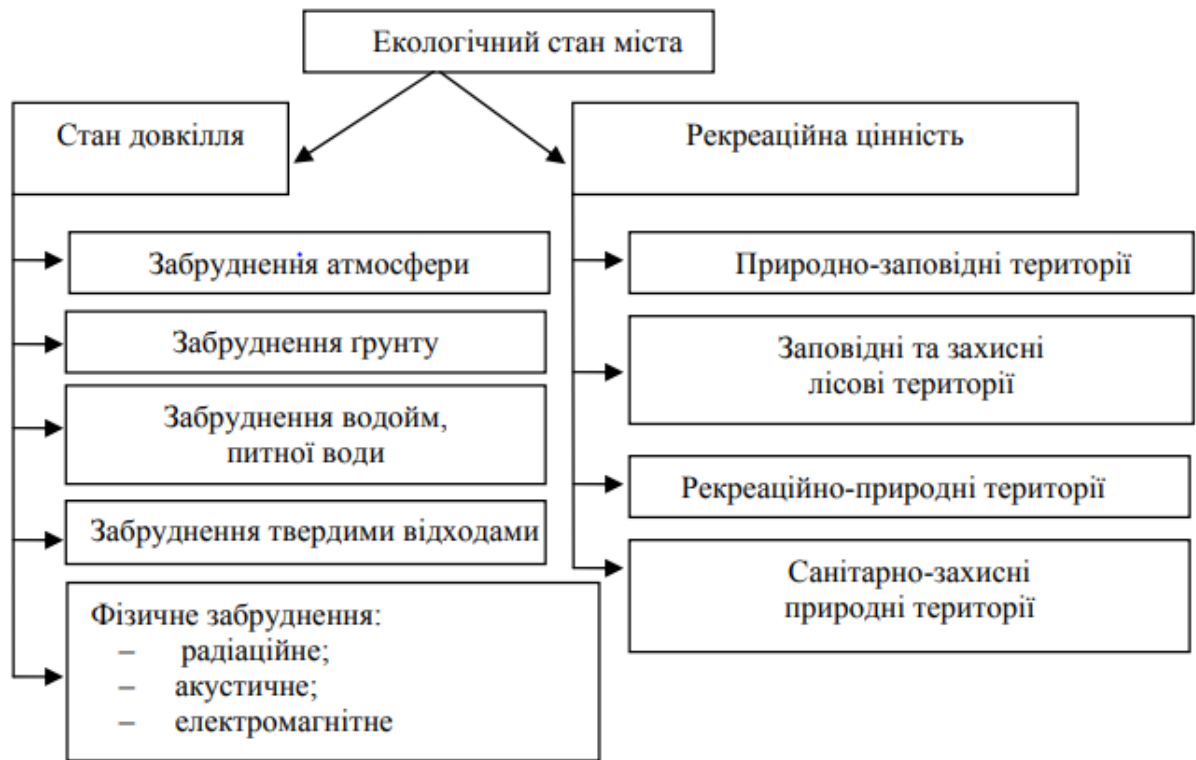 Екологічний стан міста
Стан довкілля
Забруднення атмосфери
Забруднення ґрунту
Забруднення водойм,
питної води
Забруднення твердими відходами
Фізичне забруднення:
– радіаційне;
– акустичне;
– електромагнітне
Рекреаційна цінність
Природно-заповідні території
Заповідні та захисні
лісові території
Рекреаційно-природні території
Санітарно-захисні
природні території